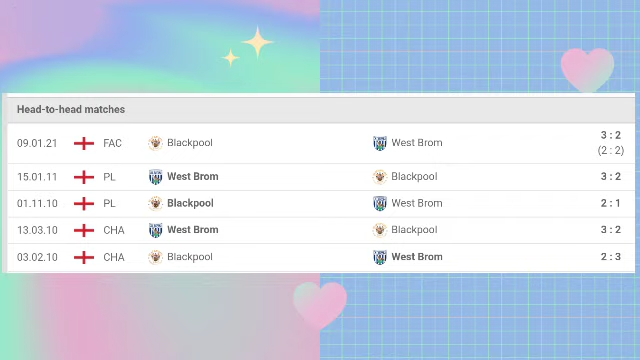 Head-to-head matches
09.01.21 FAC Blackpool West Brom 3 : 2
(2 : 2)
15.01.11 PL West Brom Blackpool 3 : 2
01.11.10 PL Blackpool West Brom 2 : 1
13.03.10 CHA West Brom Blackpool 3 : 2
03.02.10 CHA Blackpool West Brom 2 : 3